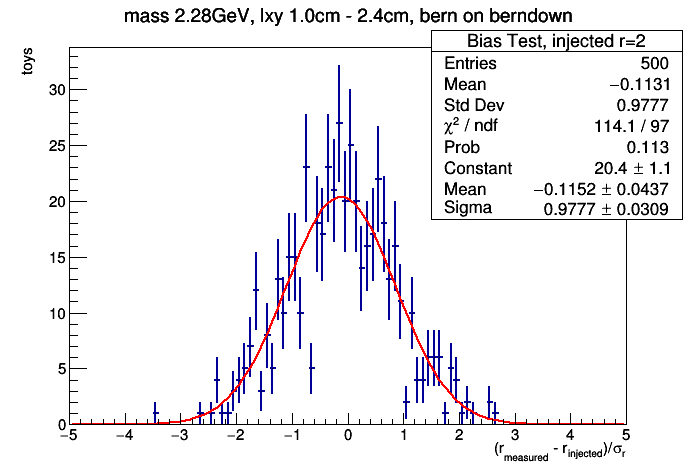 mass 2.28GeV, lxy 1.0cm - 2.4cm, bern on berndown
Bias Test, injected r=2
Entries 500
Mean −0.1131
Std Dev 0.9777
χ² / ndf 114.1 / 97
Prob 0.113
Constant 20.4 ± 1.1
Mean −0.1152 ± 0.0437
Sigma 0.9777 ± 0.0309
toys
30
25
20
15
10
5
0
−5 −4 −3 −2 −1 0 1 2 3 4 5
(r_measured - r_injected)/σ_r